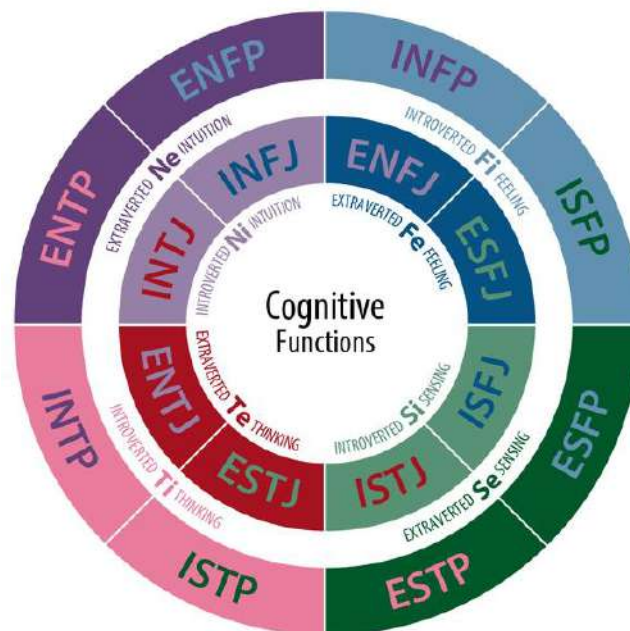 ENFP
INFP
ENTP
ISFP
EXTRAVERTED Ne INTUITION
INTROVERTED Fi FEELING
INFJ
ENFJ
INTJ
ESFJ
INTROVERTED Ni INTUITION
EXTRAVERTED Fe FEELING
Cognitive
Functions
EXTRAVERTED Te THINKING
INTROVERTED Si SENSING
ENTJ
ISFJ
ESTJ
ISTJ
INTROVERTED Ti THINKING
EXTRAVERTED Se SENSING
INTP
ESFP
ISTP
ESTP